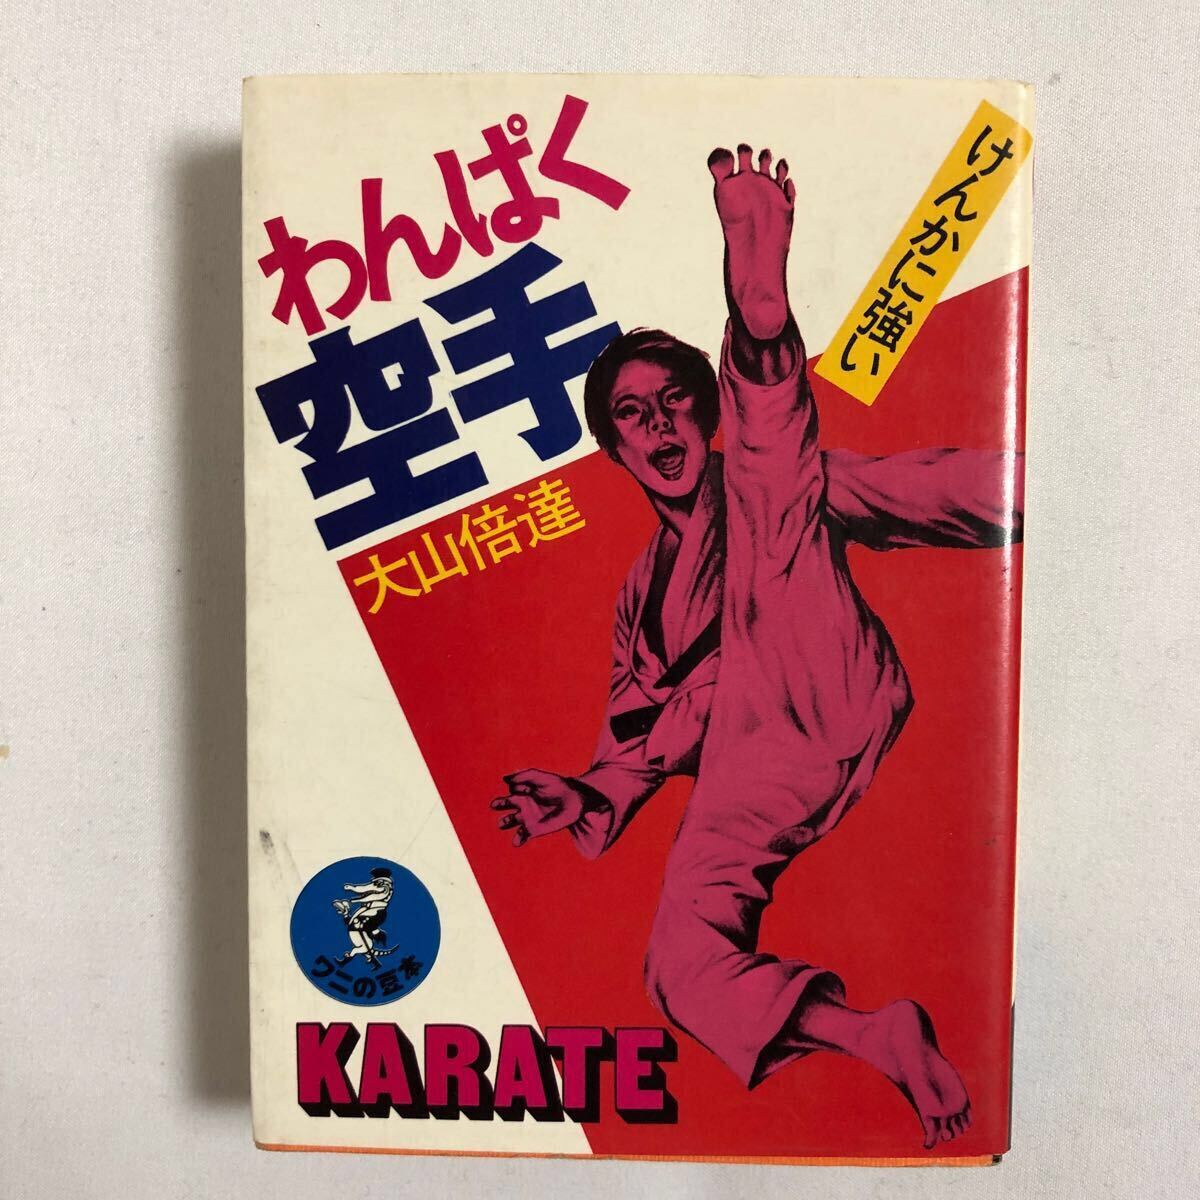 けんかに強い
わんぱく
空手
大山倍達
ワニの豆本
KARATE